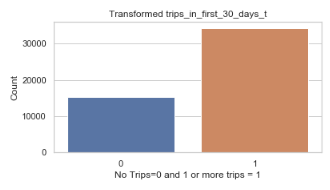 Transformed trips_in_first_30_days_t
Count
30000
20000
10000
0
0 1
No Trips=0 and 1 or more trips = 1